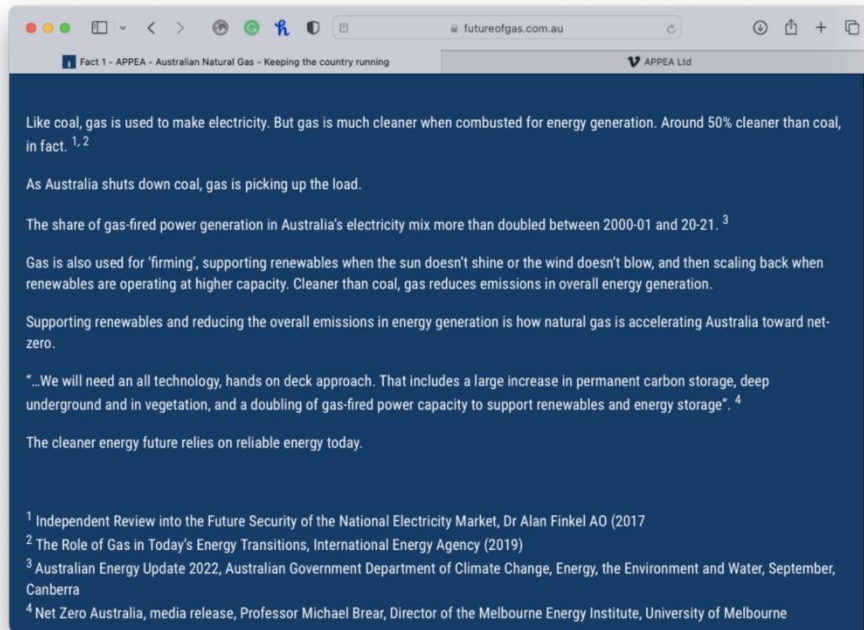 futureofgas.com.au
Fact 1 - APPEA - Australian Natural Gas - Keeping the country running
APPEA Ltd
Like coal, gas is used to make electricity. But gas is much cleaner when combusted for energy generation. Around 50% cleaner than coal,
in fact. 1, 2
As Australia shuts down coal, gas is picking up the load.
The share of gas-fired power generation in Australia's electricity mix more than doubled between 2000-01 and 20-21. 3
Gas is also used for 'firming', supporting renewables when the sun doesn't shine or the wind doesn't blow, and then scaling back when
renewables are operating at higher capacity. Cleaner than coal, gas reduces emissions in overall energy generation.
Supporting renewables and reducing the overall emissions in energy generation is how natural gas is accelerating Australia toward net-
zero.
"…We will need an all technology, hands on deck approach. That includes a large increase in permanent carbon storage, deep
underground and in vegetation, and a doubling of gas-fired power capacity to support renewables and energy storage". 4
The cleaner energy future relies on reliable energy today.
1 Independent Review into the Future Security of the National Electricity Market, Dr Alan Finkel AO (2017
2 The Role of Gas in Today's Energy Transitions, International Energy Agency (2019)
3 Australian Energy Update 2022, Australian Government Department of Climate Change, Energy, the Environment and Water, September,
Canberra
4 Net Zero Australia, media release, Professor Michael Brear, Director of the Melbourne Energy Institute, University of Melbourne